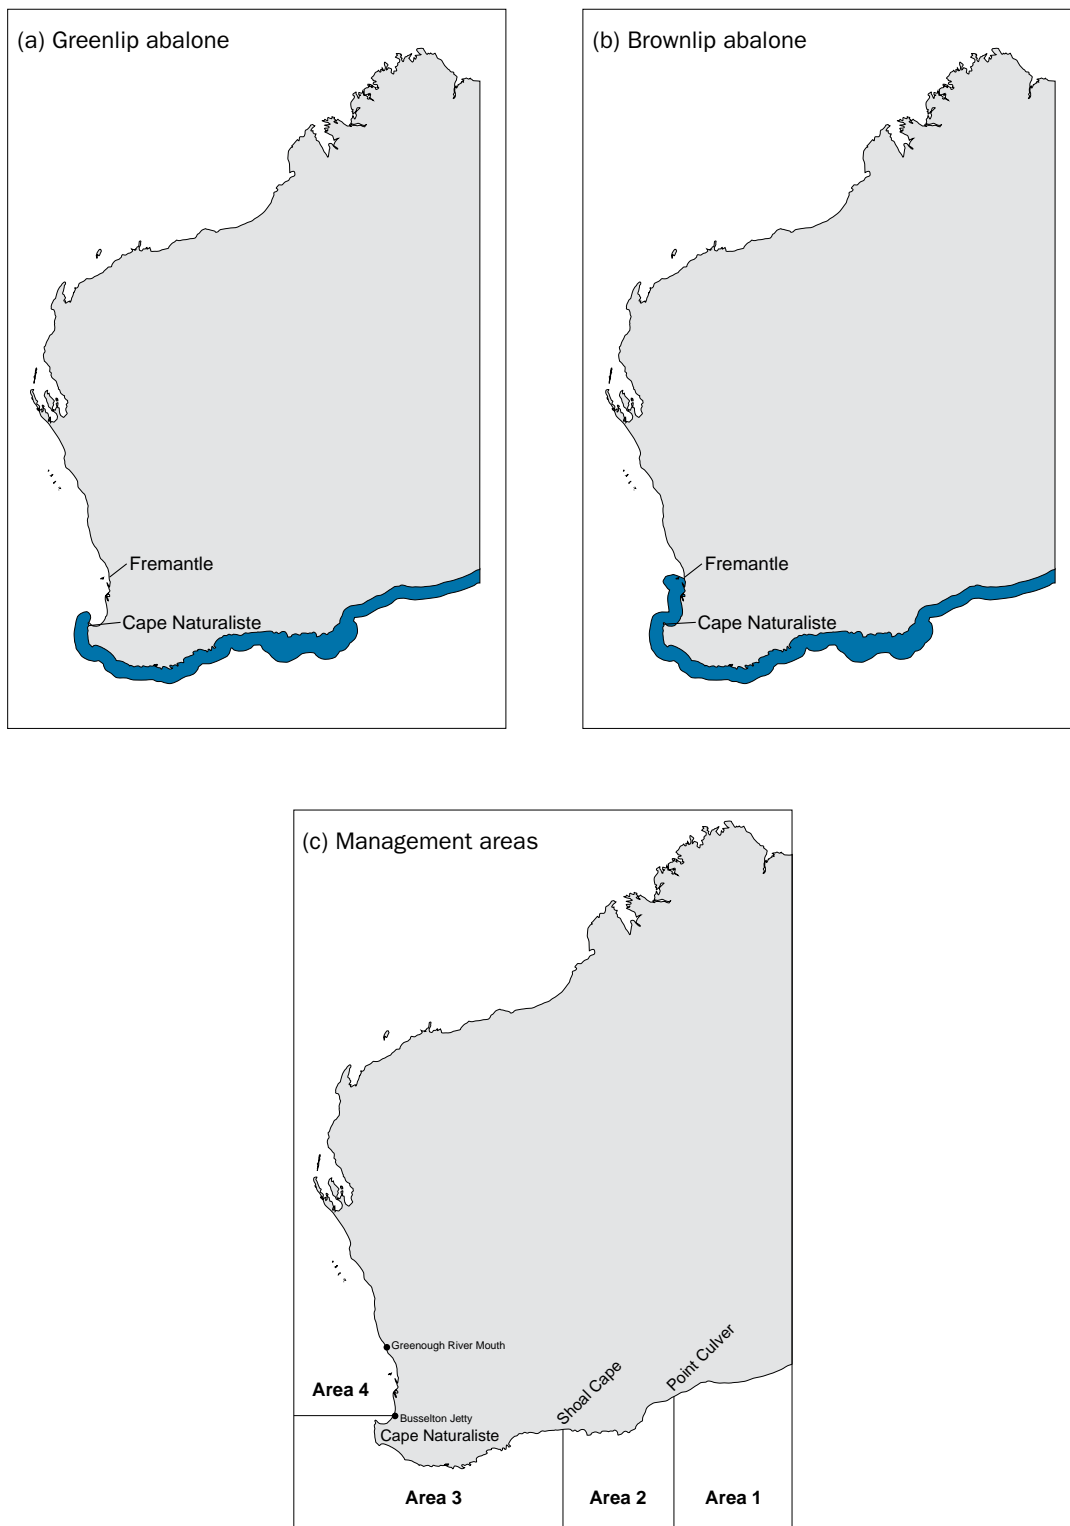 (a) Greenlip abalone
Fremantle
Cape Naturaliste
(b) Brownlip abalone
Fremantle
Cape Naturaliste
(c) Management areas
Greenough River Mouth
Area 4
Busselton Jetty
Cape Naturaliste
Shoal Cape
Point Culver
Area 3
Area 2
Area 1